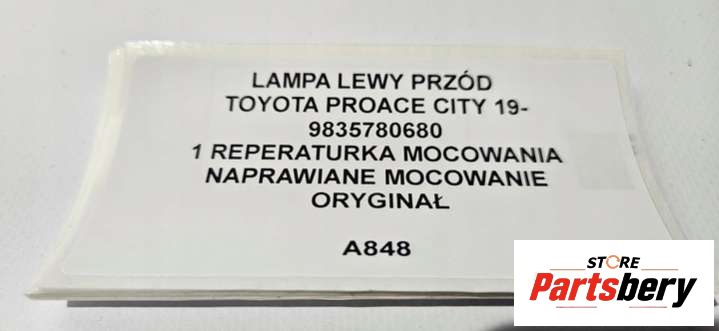 LAMPA LEWY PRZÓD
TOYOTA PROACE CITY 19-
9835780680
1 REPERATURKA MOCOWANIA
NAPRAWIANE MOCOWANIE
ORYGINAŁ
A848
STORE
Partsbery